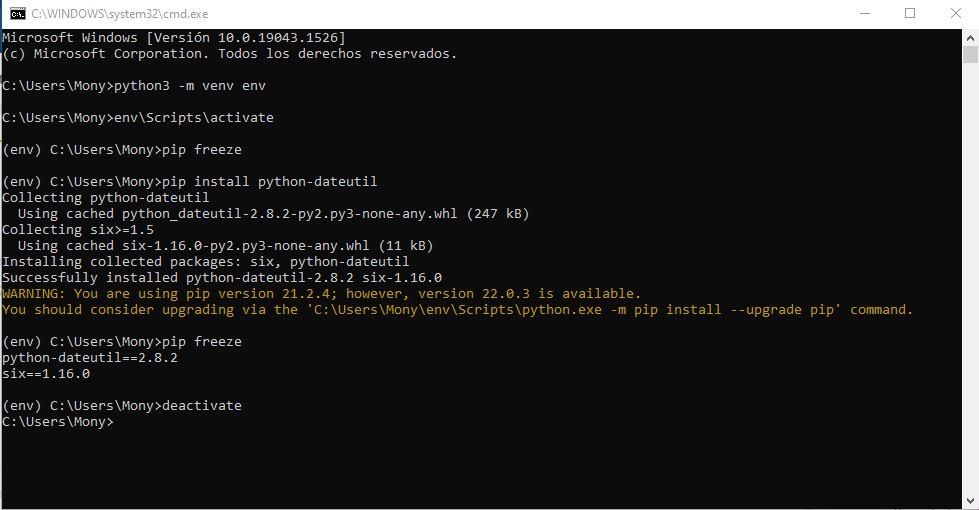 C:\WINDOWS\system32\cmd.exe
Microsoft Windows [Versión 10.0.19043.1526]
(c) Microsoft Corporation. Todos los derechos reservados.
C:\Users\Mony>python3 -m venv env
C:\Users\Mony>env\Scripts\activate
(env) C:\Users\Mony>pip freeze
(env) C:\Users\Mony>pip install python-dateutil
Collecting python-dateutil
  Using cached python_dateutil-2.8.2-py2.py3-none-any.whl (247 kB)
Collecting six>=1.5
  Using cached six-1.16.0-py2.py3-none-any.whl (11 kB)
Installing collected packages: six, python-dateutil
Successfully installed python-dateutil-2.8.2 six-1.16.0
WARNING: You are using pip version 21.2.4; however, version 22.0.3 is available.
You should consider upgrading via the 'C:\Users\Mony\env\Scripts\python.exe -m pip install --upgrade pip' command.
(env) C:\Users\Mony>pip freeze
python-dateutil==2.8.2
six==1.16.0
(env) C:\Users\Mony>deactivate
C:\Users\Mony>